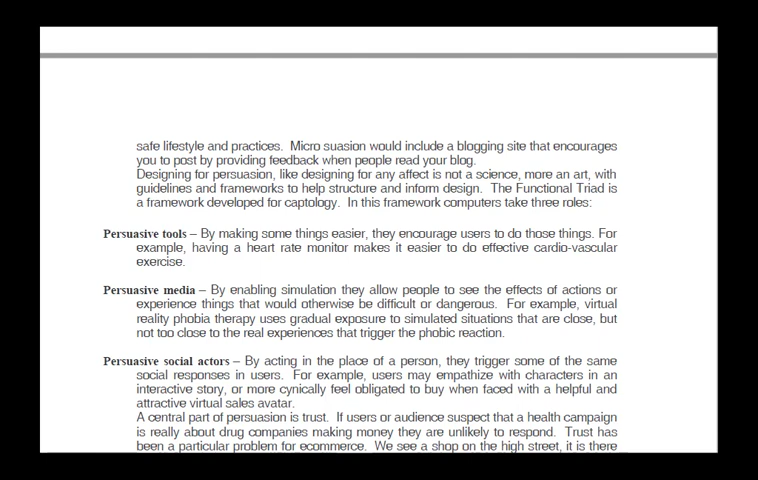 safe lifestyle and practices. Micro suasion would include a blogging site that encourages
you to post by providing feedback when people read your blog.
Designing for persuasion, like designing for any affect is not a science, more an art, with
guidelines and frameworks to help structure and inform design. The Functional Triad is
a framework developed for captology. In this framework computers take three roles:
Persuasive tools – By making some things easier, they encourage users to do those things. For
example, having a heart rate monitor makes it easier to do effective cardio-vascular
exercise.
Persuasive media – By enabling simulation they allow people to see the effects of actions or
experience things that would otherwise be difficult or dangerous. For example, virtual
reality phobia therapy uses gradual exposure to simulated situations that are close, but
not too close to the real experiences that trigger the phobic reaction.
Persuasive social actors – By acting in the place of a person, they trigger some of the same
social responses in users. For example, users may empathize with characters in an
interactive story, or more cynically feel obligated to buy when faced with a helpful and
attractive virtual sales avatar.
A central part of persuasion is trust. If users or audience suspect that a health campaign
is really about drug companies making money they are unlikely to respond. Trust has
been a particular problem for ecommerce. We see a shop on the high street, it is there